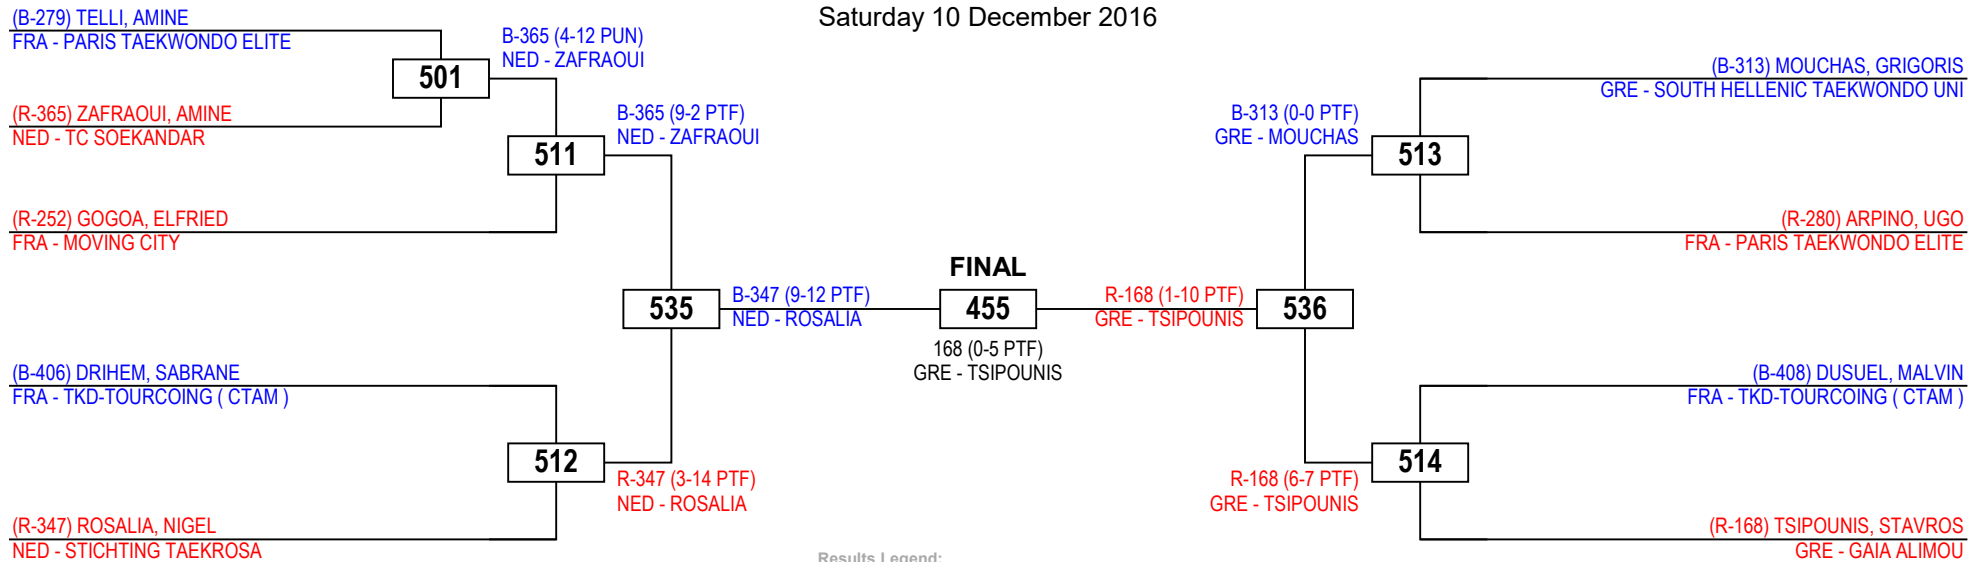 Saturday 10 December 2016
(B-279) TELLI, AMINE
FRA - PARIS TAEKWONDO ELITE
B-365 (4-12 PUN)
NED - ZAFRAOUI
501
(R-365) ZAFRAOUI, AMINE
NED - TC SOEKANDAR
B-365 (9-2 PTF)
NED - ZAFRAOUI
511
(R-252) GOGOA, ELFRIED
FRA - MOVING CITY
535
B-347 (9-12 PTF)
NED - ROSALIA
(B-406) DRIHEM, SABRANE
FRA - TKD-TOURCOING ( CTAM )
512
R-347 (3-14 PTF)
NED - ROSALIA
(R-347) ROSALIA, NIGEL
NED - STICHTING TAEKROSA
FINAL
455
168 (0-5 PTF)
GRE - TSIPOUNIS
(B-313) MOUCHAS, GRIGORIS
GRE - SOUTH HELLENIC TAEKWONDO UNI
B-313 (0-0 PTF)
GRE - MOUCHAS
513
(R-280) ARPINO, UGO
FRA - PARIS TAEKWONDO ELITE
R-168 (1-10 PTF)
GRE - TSIPOUNIS
536
(B-408) DUSUEL, MALVIN
FRA - TKD-TOURCOING ( CTAM )
514
R-168 (6-7 PTF)
GRE - TSIPOUNIS
(R-168) TSIPOUNIS, STAVROS
GRE - GAIA ALIMOU
Results Legend: